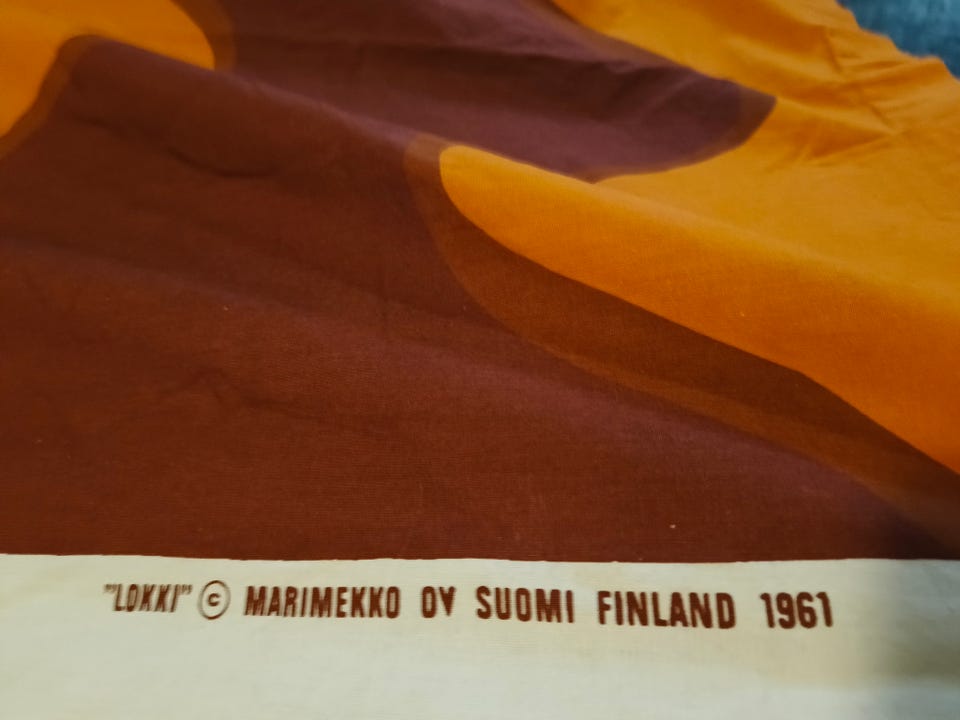 "LOKKI" © MARIMEKKO OY SUOMI FINLAND 1961